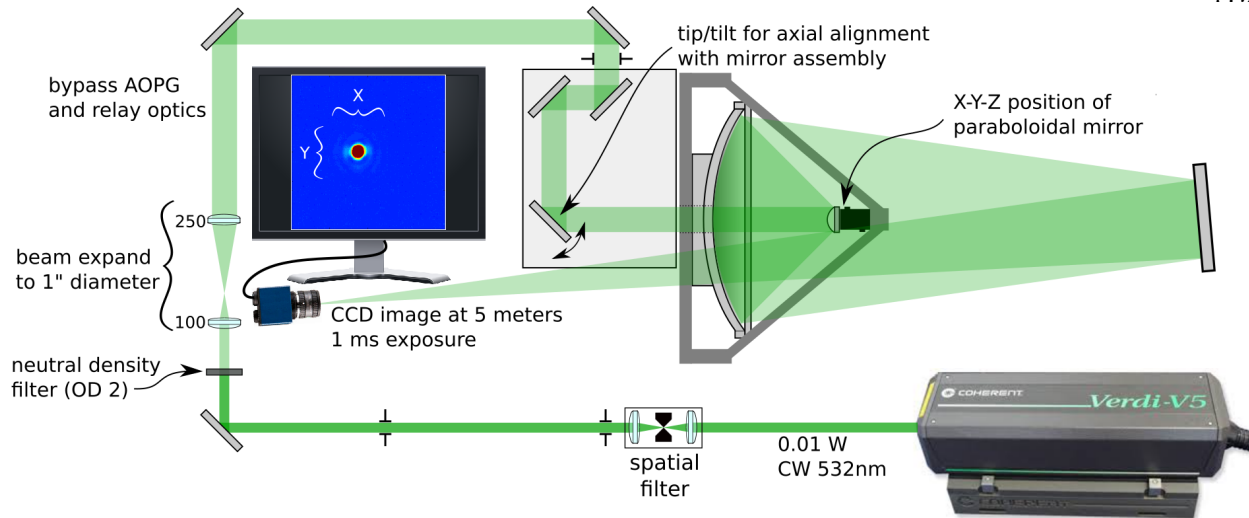 tip/tilt for axial alignment
with mirror assembly
bypass AOPG
and relay optics
X
Y
X-Y-Z position of
paraboloidal mirror
250
beam expand
to 1" diameter
100
CCD image at 5 meters
1 ms exposure
neutral density
filter (OD 2)
COHERENT
Verdi-V5
0.01 W
CW 532nm
spatial
filter
COHERENT